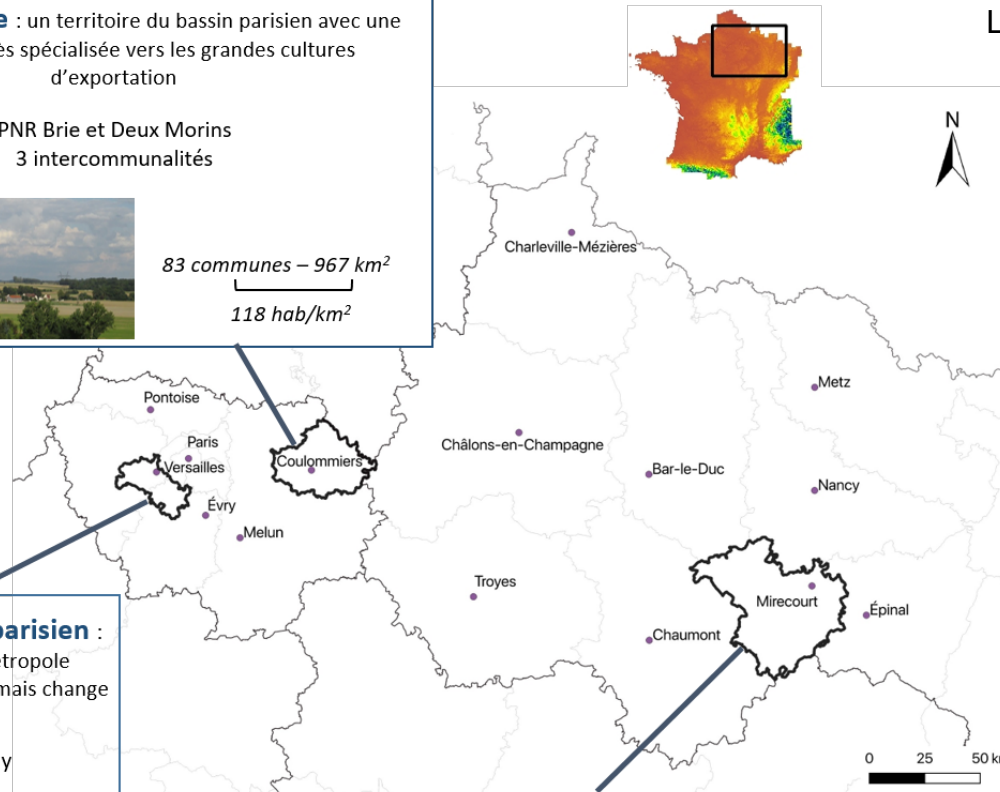 e : un territoire du bassin parisien avec une
ès spécialisée vers les grandes cultures
d'exportation
PNR Brie et Deux Morins
3 intercommunalités
83 communes – 967 km²
118 hab/km²
L
N
Charleville-Mézières
Metz
Pontoise
Châlons-en-Champagne
Paris
Versailles
Coulommiers
Bar-le-Duc
Nancy
Évry
Melun
Troyes
Mirecourt
Épinal
Chaumont
parisien :
étropole
mais change
y
0 25 50 k